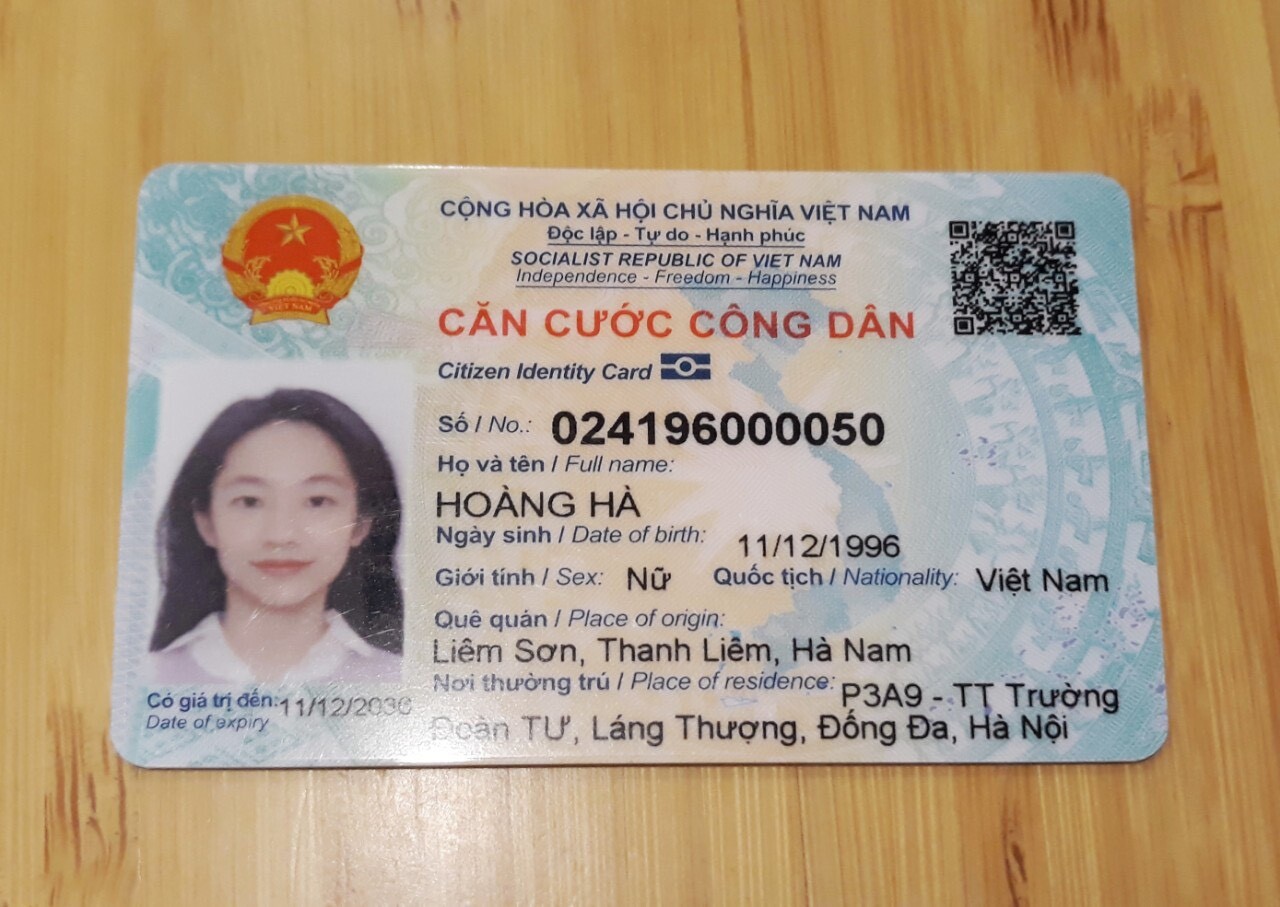 CỘNG HÒA XÃ HỘI CHỦ NGHĨA VIỆT NAM
Độc lập - Tự do - Hạnh phúc
SOCIALIST REPUBLIC OF VIET NAM
Independence - Freedom - Happiness
CĂN CƯỚC CÔNG DÂN
Citizen Identity Card
Số / No.: 024196000050
Họ và tên / Full name:
HOÀNG HÀ
Ngày sinh / Date of birth: 11/12/1996
Giới tính / Sex: Nữ Quốc tịch / Nationality: Việt Nam
Quê quán / Place of origin:
Liêm Sơn, Thanh Liêm, Hà Nam
Nơi thường trú / Place of residence: P3A9 - TT Trường
Đoàn TƯ, Láng Thượng, Đống Đa, Hà Nội
Có giá trị đến:
Date of expiry
VIỆT NAM